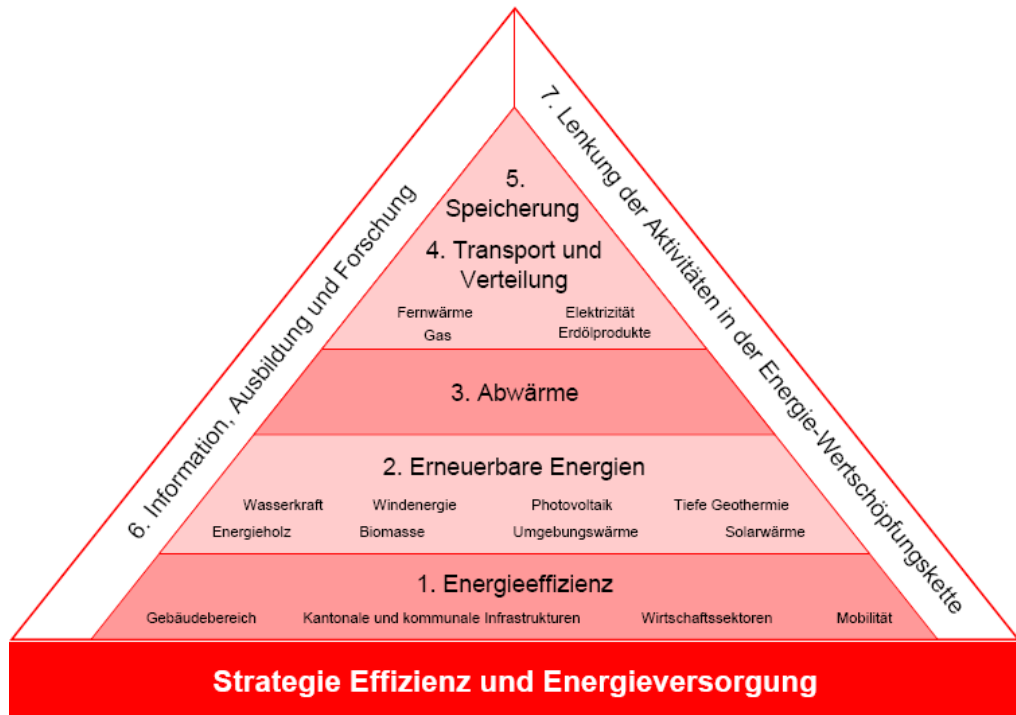 5.
Speicherung
4. Transport und
Verteilung
Fernwärme Elektrizität
Gas Erdölprodukte
3. Abwärme
2. Erneuerbare Energien
Wasserkraft Windenergie Photovoltaik Tiefe Geothermie
Energieholz Biomasse Umgebungswärme Solarwärme
1. Energieeffizienz
Gebäudebereich Kantonale und kommunale Infrastrukturen Wirtschaftssektoren Mobilität
6. Information, Ausbildung und Forschung
7. Lenkung der Aktivitäten in der Energie-Wertschöpfungskette
Strategie Effizienz und Energieversorgung